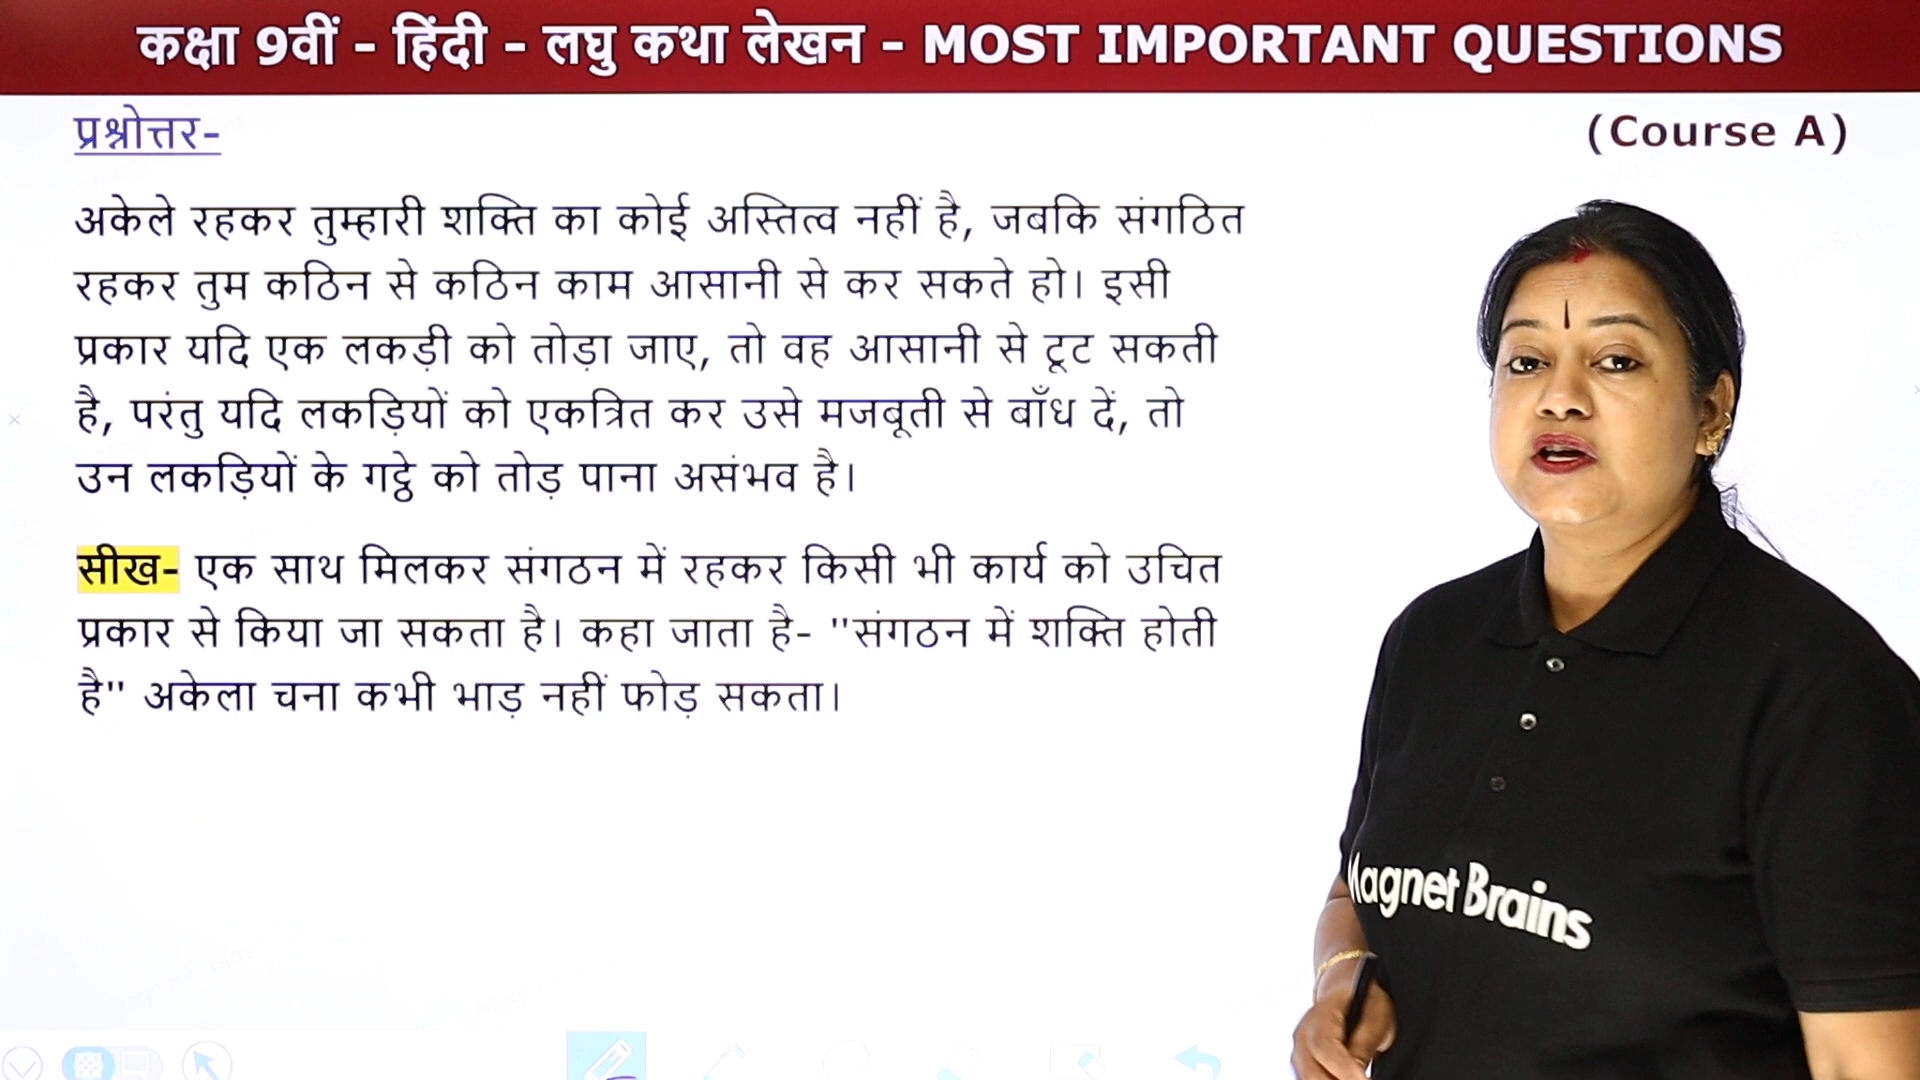 कक्षा 9वीं - हिंदी - लघु कथा लेखन - MOST IMPORTANT QUESTIONS
प्रश्नोत्तर-
(Course A)
अकेले रहकर तुम्हारी शक्ति का कोई अस्तित्व नहीं है, जबकि संगठित
रहकर तुम कठिन से कठिन काम आसानी से कर सकते हो। इसी
प्रकार यदि एक लकड़ी को तोड़ा जाए, तो वह आसानी से टूट सकती
है, परंतु यदि लकड़ियों को एकत्रित कर उसे मजबूती से बाँध दें, तो
उन लकड़ियों के गट्ठे को तोड़ पाना असंभव है।
सीख- एक साथ मिलकर संगठन में रहकर किसी भी कार्य को उचित
प्रकार से किया जा सकता है। कहा जाता है- "संगठन में शक्ति होती
है" अकेला चना कभी भाड़ नहीं फोड़ सकता।
Magnet Brains